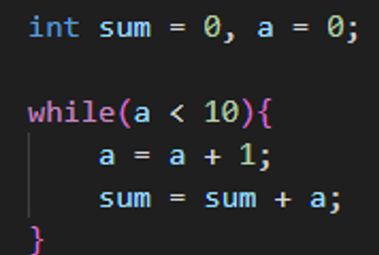 int sum = 0, a = 0;
while(a < 10){
    a = a + 1;
    sum = sum + a;
}